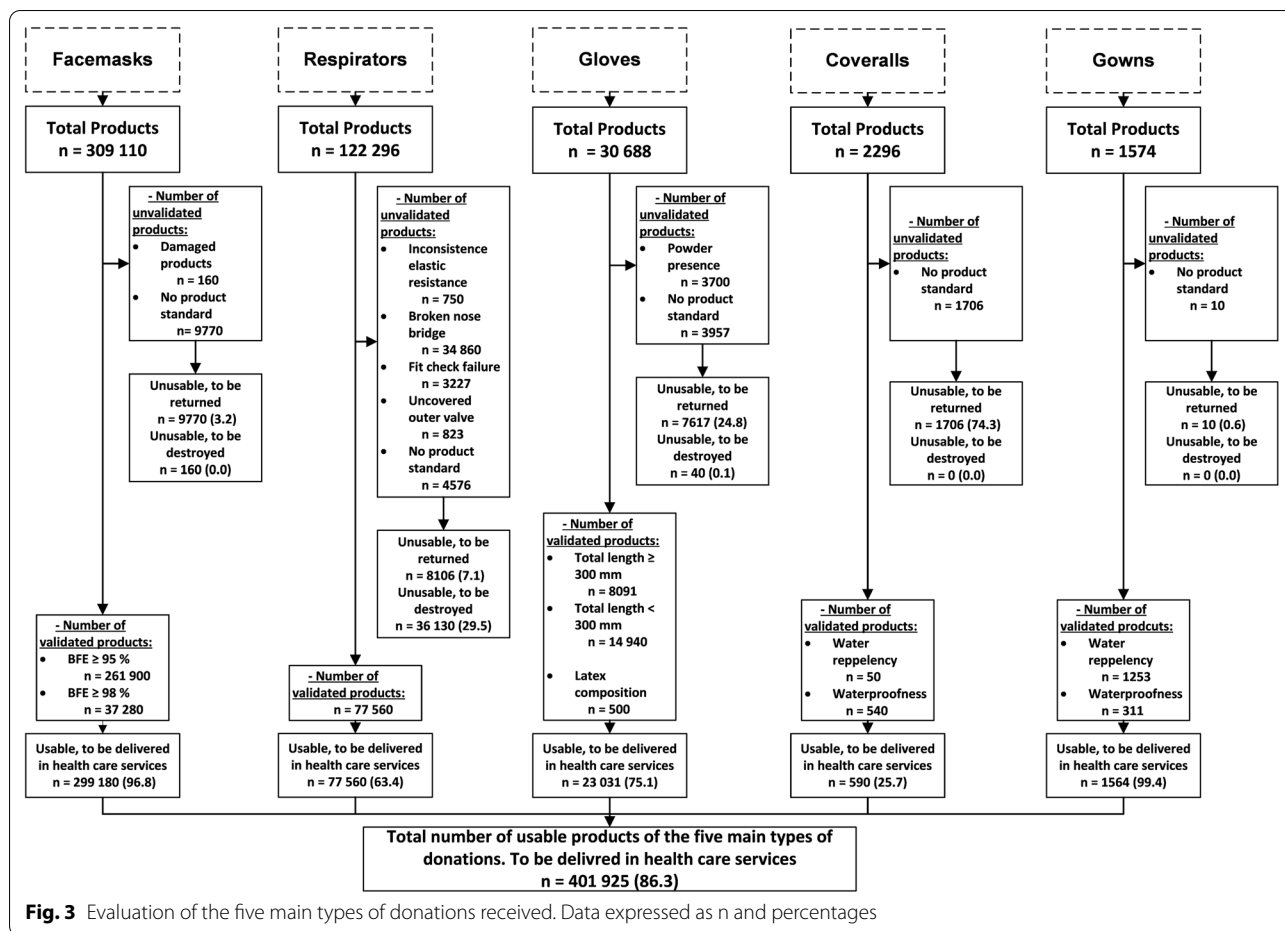 Facemasks
Total Products
n = 309 110
- Number of
unvalidated
products:
• Damaged
products
n = 160
• No product
standard
n= 9770
Unusable, to be
returned
n = 9770 (3.2)
Unusable, to be
destroyed
n = 160 (0.0)
- Number of
validated products:
• BFE ≥ 95 %
n = 261 900
• BFE ≥ 98 %
n = 37 280
Usable, to be delivered
in health care services
n = 299 180 (96.8)
Respirators
Total Products
n = 122 296
- Number of
unvalidated
products:
• Inconsistence
elastic
resistance
n = 750
• Broken nose
bridge
n = 34 860
• Fit check failure
n = 3227
• Uncovered
outer valve
n = 823
• No product
standard
n = 4576
Unusable, to be
returned
n = 8106 (7.1)
Unusable, to be
destroyed
n = 36 130 (29.5)
- Number of
validated products:
n = 77 560
Usable, to be delivered
in health care services
n = 77 560 (63.4)
Gloves
Total Products
n = 30 688
- Number of
unvalidated
products:
• Powder
presence
n = 3700
• No product
standard
n = 3957
Unusable, to be
returned
n = 7617 (24.8)
Unusable, to be
destroyed
n = 40 (0.1)
- Number of
validated products:
• Total length ≥
300 mm
n = 8091
• Total length <
300 mm
n = 14 940
• Latex
composition
n = 500
Usable, to be delivered
in health care services
n = 23 031 (75.1)
Coveralls
Total Products
n = 2296
- Number of
unvalidated
products:
• No product
standard
n = 1706
Unusable, to be
returned
n = 1706 (74.3)
Unusable, to be
destroyed
n = 0 (0.0)
- Number of
validated products:
• Water
reppelency
n = 50
• Waterproofness
n = 540
Usable, to be delivered
in health care services
n = 590 (25.7)
Gowns
Total Products
n = 1574
- Number of
unvalidated
products:
• No product
standard
n = 10
Unusable, to be
returned
n = 10 (0.6)
Unusable, to be
destroyed
n = 0 (0.0)
- Number of
validated prodcuts:
• Water
reppelency
n = 1253
• Waterproofness
n = 311
Usable, to be delivered
in health care services
n = 1564 (99.4)
Total number of usable products of the five main types of
donations. To be delivred in health care services
n = 401 925 (86.3)
Fig. 3 Evaluation of the five main types of donations received. Data expressed as n and percentages